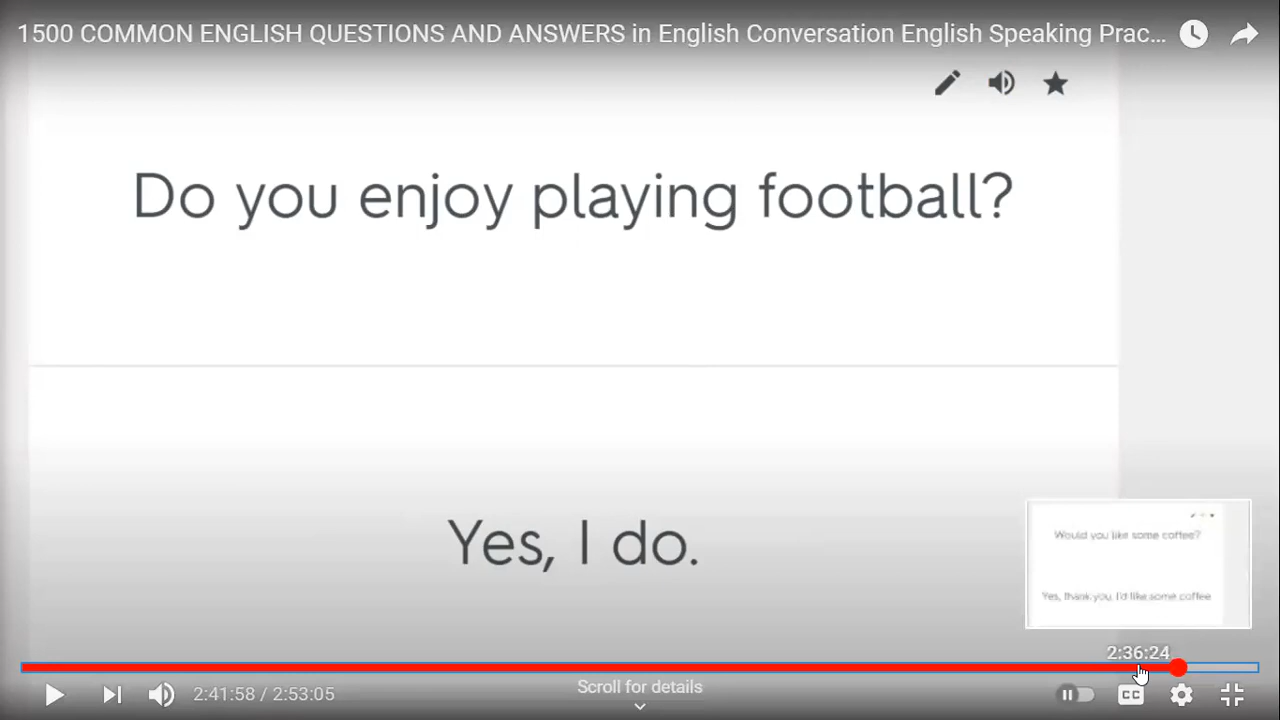 1500 COMMON ENGLISH QUESTIONS AND ANSWERS in English Conversation English Speaking Prac...
Do you enjoy playing football?
Yes, I do.
Would you like some coffee?
Yes, thank you, I'd like some coffee
2:36:24
2:41:58 / 2:53:05
Scroll for details
CC